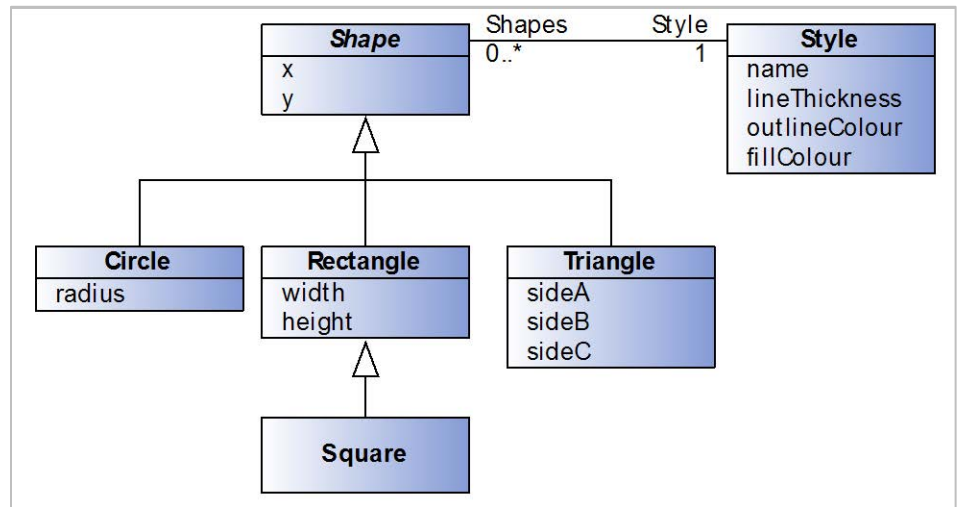 Shape
x
y
Shapes
0..*
Style
1
Style
name
lineThickness
outlineColour
fillColour
Circle
radius
Rectangle
width
height
Triangle
sideA
sideB
sideC
Square